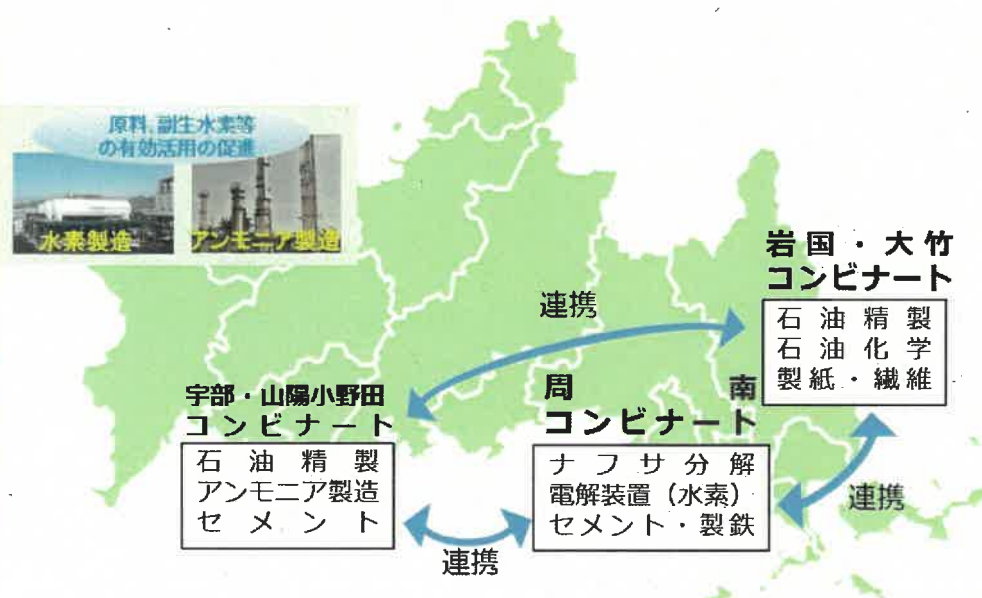 原料、副生水素等
の有効活用の促進
水素製造
アンモニア製造
岩国・大竹
コンビナート
石油精製
石油化学
製紙・繊維
連携
宇部・山陽小野田
コンビナート
石油精製
アンモニア製造
セメント
周南
コンビナート
ナフサ分解
電解装置（水素）
セメント・製鉄
連携
連携